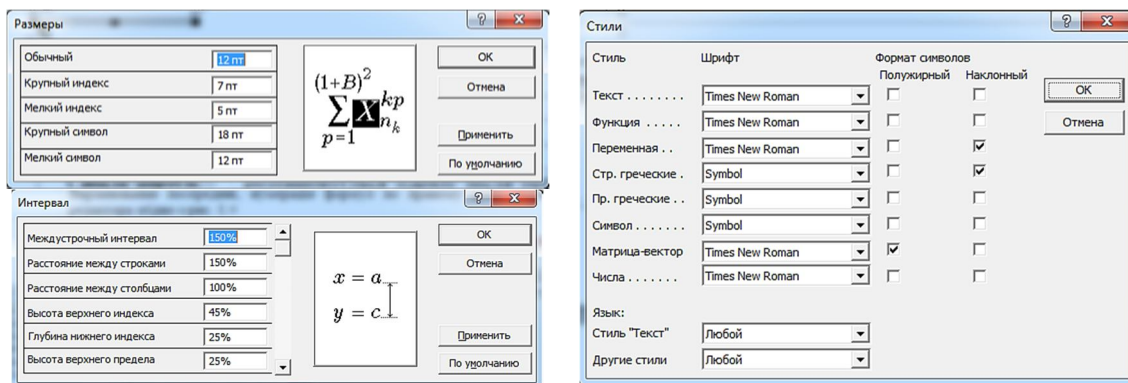 Размеры
Обычный 12 пт
Крупный индекс 7 пт
Мелкий индекс 5 пт
Крупный символ 18 пт
Мелкий символ 12 пт
(1+B)²
∑ X kp n k
p=1
OK
Отмена
Применить
По умолчанию
Интервал
Междустрочный интервал 150%
Расстояние между строками 150%
Расстояние между столбцами 100%
Высота верхнего индекса 45%
Глубина нижнего индекса 25%
Высота верхнего предела 25%
x = a
y = c
OK
Отмена
Применить
По умолчанию
Стили
Стиль Шрифт Формат символов
Полужирный Наклонный
Текст . . . . . . . . Times New Roman
Функция . . . . . Times New Roman
Переменная . . Times New Roman
Стр. греческие . Symbol
Пр. греческие . . Symbol
Символ . . . . . . . Symbol
Матрица-вектор Times New Roman
Числа . . . . . . . . Times New Roman
OK
Отмена
Язык:
Стиль "Текст" Любой
Другие стили Любой